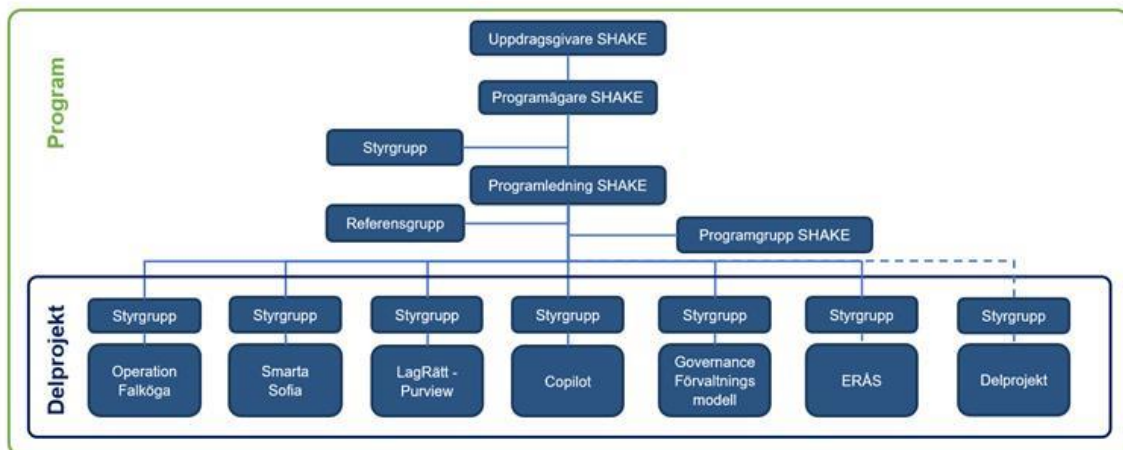 Program
Uppdragsgivare SHAKE
Programägare SHAKE
Styrgrupp
Programledning SHAKE
Referensgrupp
Programgrupp SHAKE
Delprojekt
Styrgrupp
Styrgrupp
Styrgrupp
Styrgrupp
Styrgrupp
Styrgrupp
Styrgrupp
Operation
Falköga
Smarta
Sofia
LagRätt -
Purview
Copilot
Governance
Förvaltnings
modell
ERÅS
Delprojekt